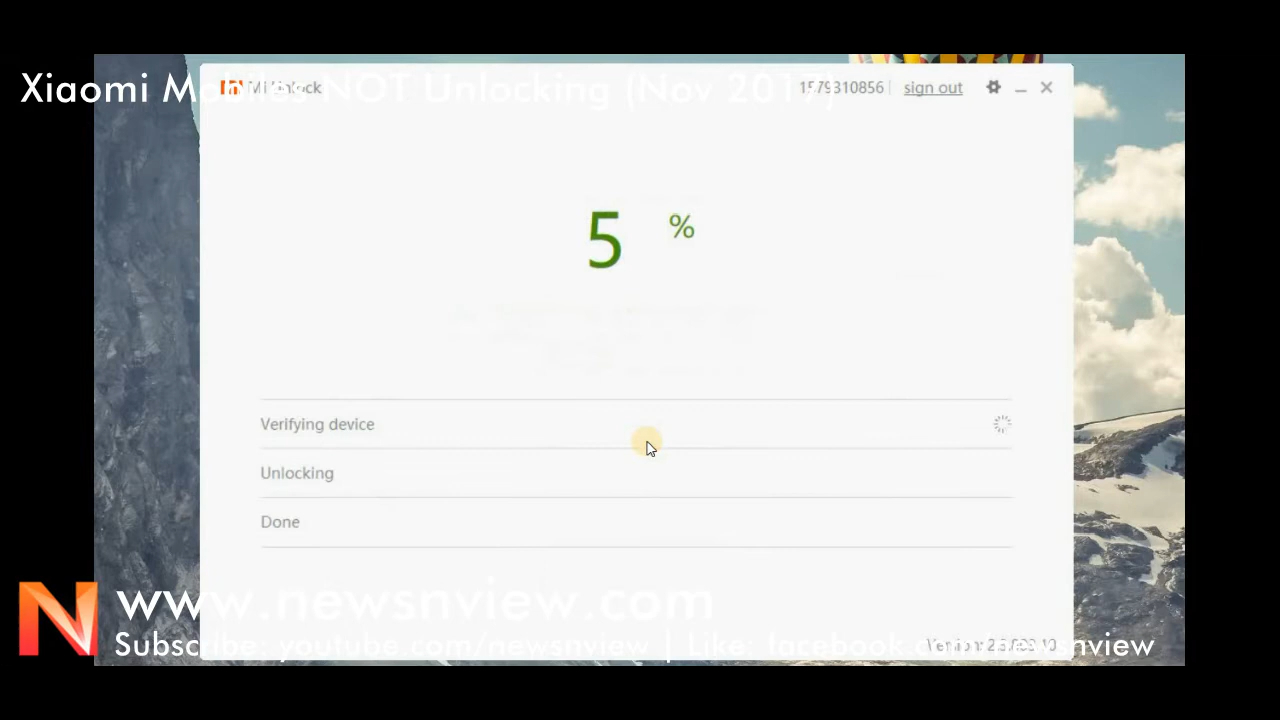 Xiaomi Mobiles NOT Unlocking (Nov 2017)
Mi Unlock
1579310856 | sign out
5 %
Verifying device
Unlocking
Done
www.newsnview.com
Subscribe: youtube.com/newsnview | Like: facebook.com/newsnview